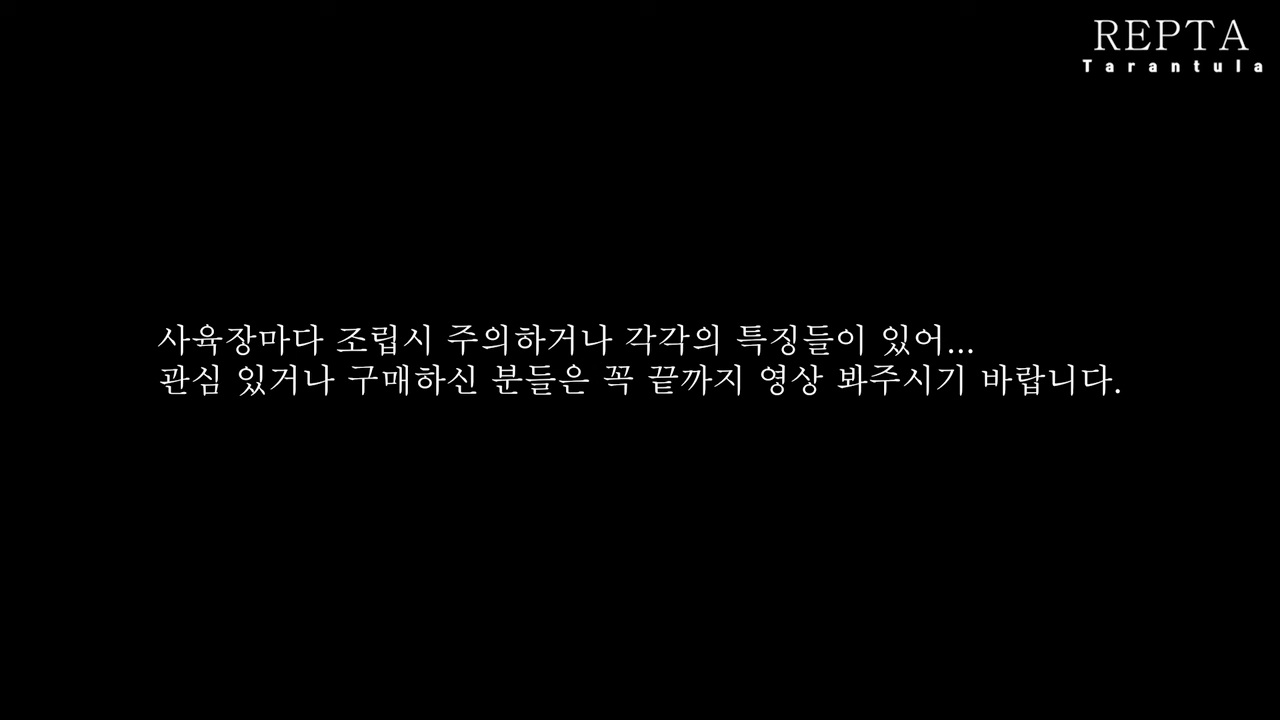 REPTA
Tarantula
사육장마다 조립시 주의하거나 각각의 특징들이 있어...
관심 있거나 구매하신 분들은 꼭 끝까지 영상 봐주시기 바랍니다.